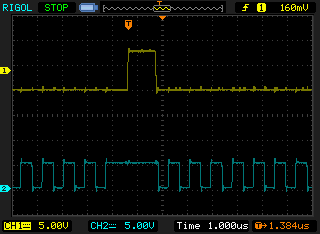 RIGOL STOP T 1 160mV
T
1
2
CH1 5.00V CH2 5.00V Time 1.000us T→1.384us